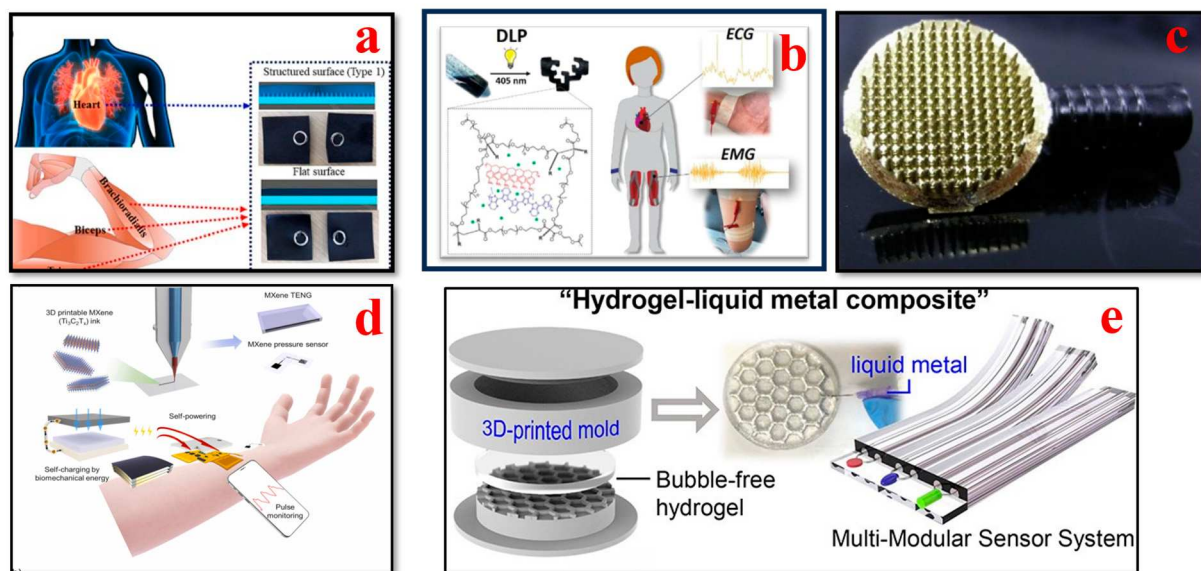 a
Structured surface (Type 1)
Heart
Flat surface
Brachioradialis
Biceps
b
DLP
405 nm
ECG
EMG
c
d
3D printable MXene
(Ti₃C₂Tₓ) ink
MXene TENG
MXene pressure sensor
Self-powering
Self-charging by
biomechanical energy
Pulse
monitoring
e
“Hydrogel-liquid metal composite”
liquid metal
3D-printed mold
Bubble-free
hydrogel
Multi-Modular Sensor System